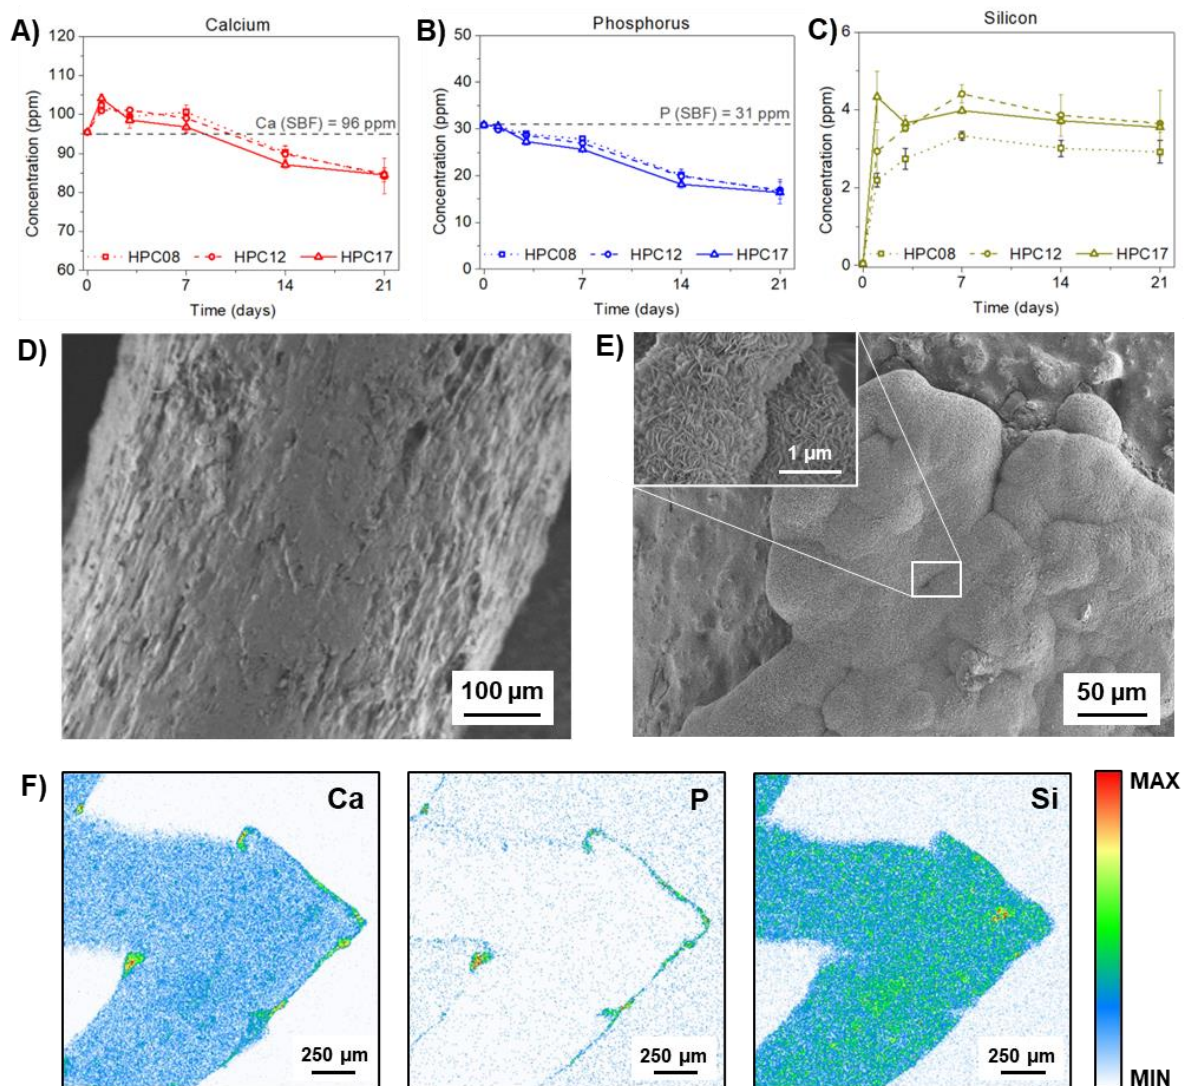 A)
Calcium
Concentration (ppm)
120
110
100
90
80
70
60
Ca (SBF) = 96 ppm
HPC08
HPC12
HPC17
0
7
14
21
Time (days)
B)
Phosphorus
Concentration (ppm)
50
40
30
20
10
0
P (SBF) = 31 ppm
HPC08
HPC12
HPC17
0
7
14
21
Time (days)
C)
Silicon
Concentration (ppm)
6
4
2
0
HPC08
HPC12
HPC17
0
7
14
21
Time (days)
D)
100 µm
E)
1 µm
50 µm
F)
Ca
250 µm
P
250 µm
Si
250 µm
MAX
MIN